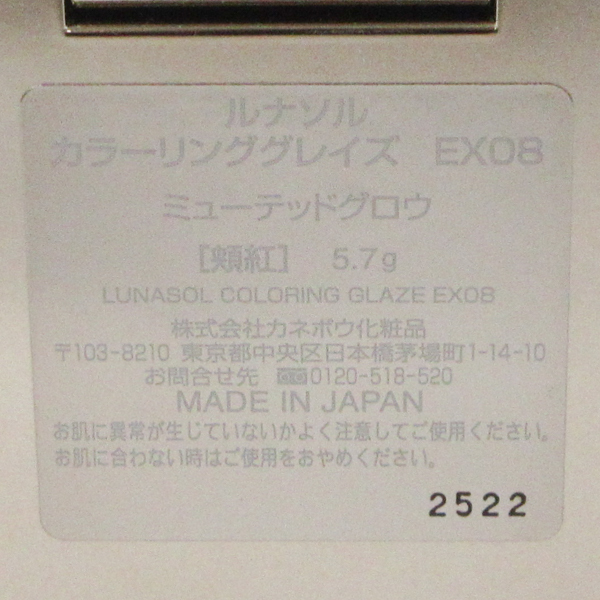 ルナソル
カラーリンググレイズ EX08
ミューテッドグロウ
[頬紅] 5.7g
LUNASOL COLORING GLAZE EX08
株式会社カネボウ化粧品
〒103-8210 東京都中央区日本橋茅場町1-14-10
お問合せ先 0120-518-520
MADE IN JAPAN
お肌に異常が生じていないかよく注意してご使用ください。
お肌に合わない時はご使用をおやめください。
2522